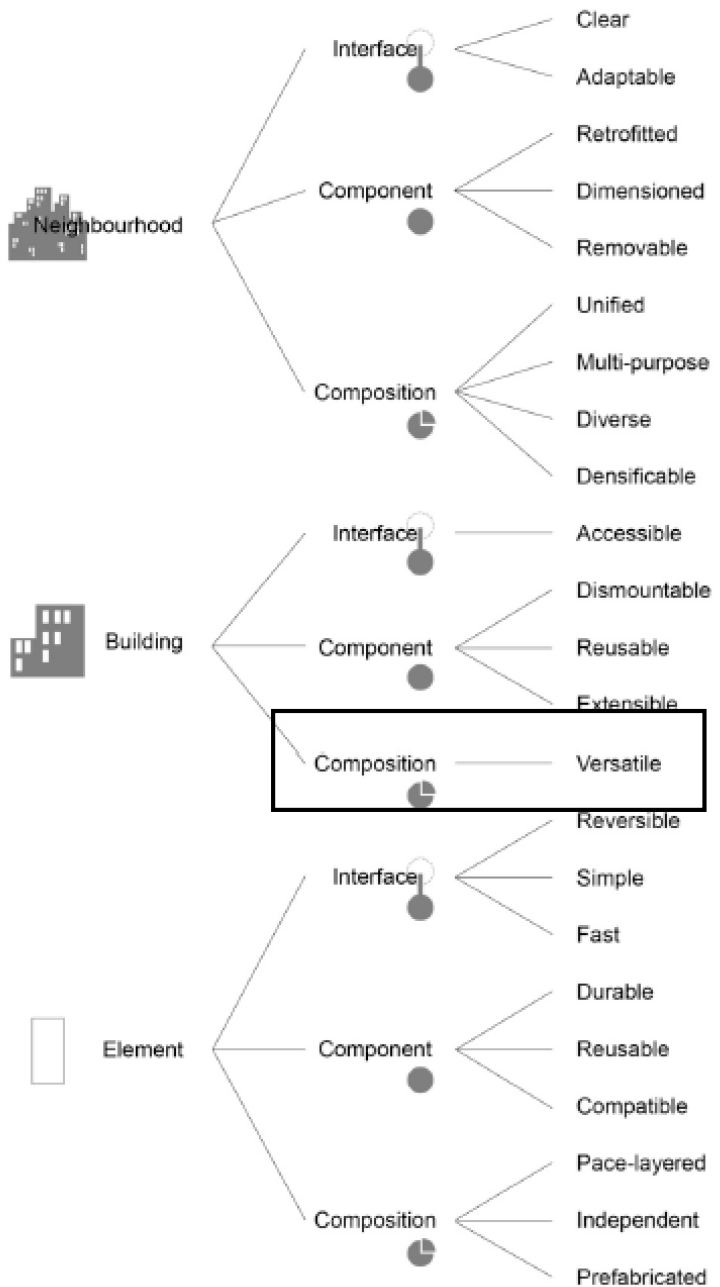 Clear
Interface
Adaptable
Retrofitted
Neighbourhood
Component
Dimensioned
Removable
Unified
Multi-purpose
Composition
Diverse
Densificable
Interface
Accessible
Dismountable
Building
Component
Reusable
Extensible
Composition
Versatile
Reversible
Interface
Simple
Fast
Durable
Element
Component
Reusable
Compatible
Pace-layered
Composition
Independent
Prefabricated